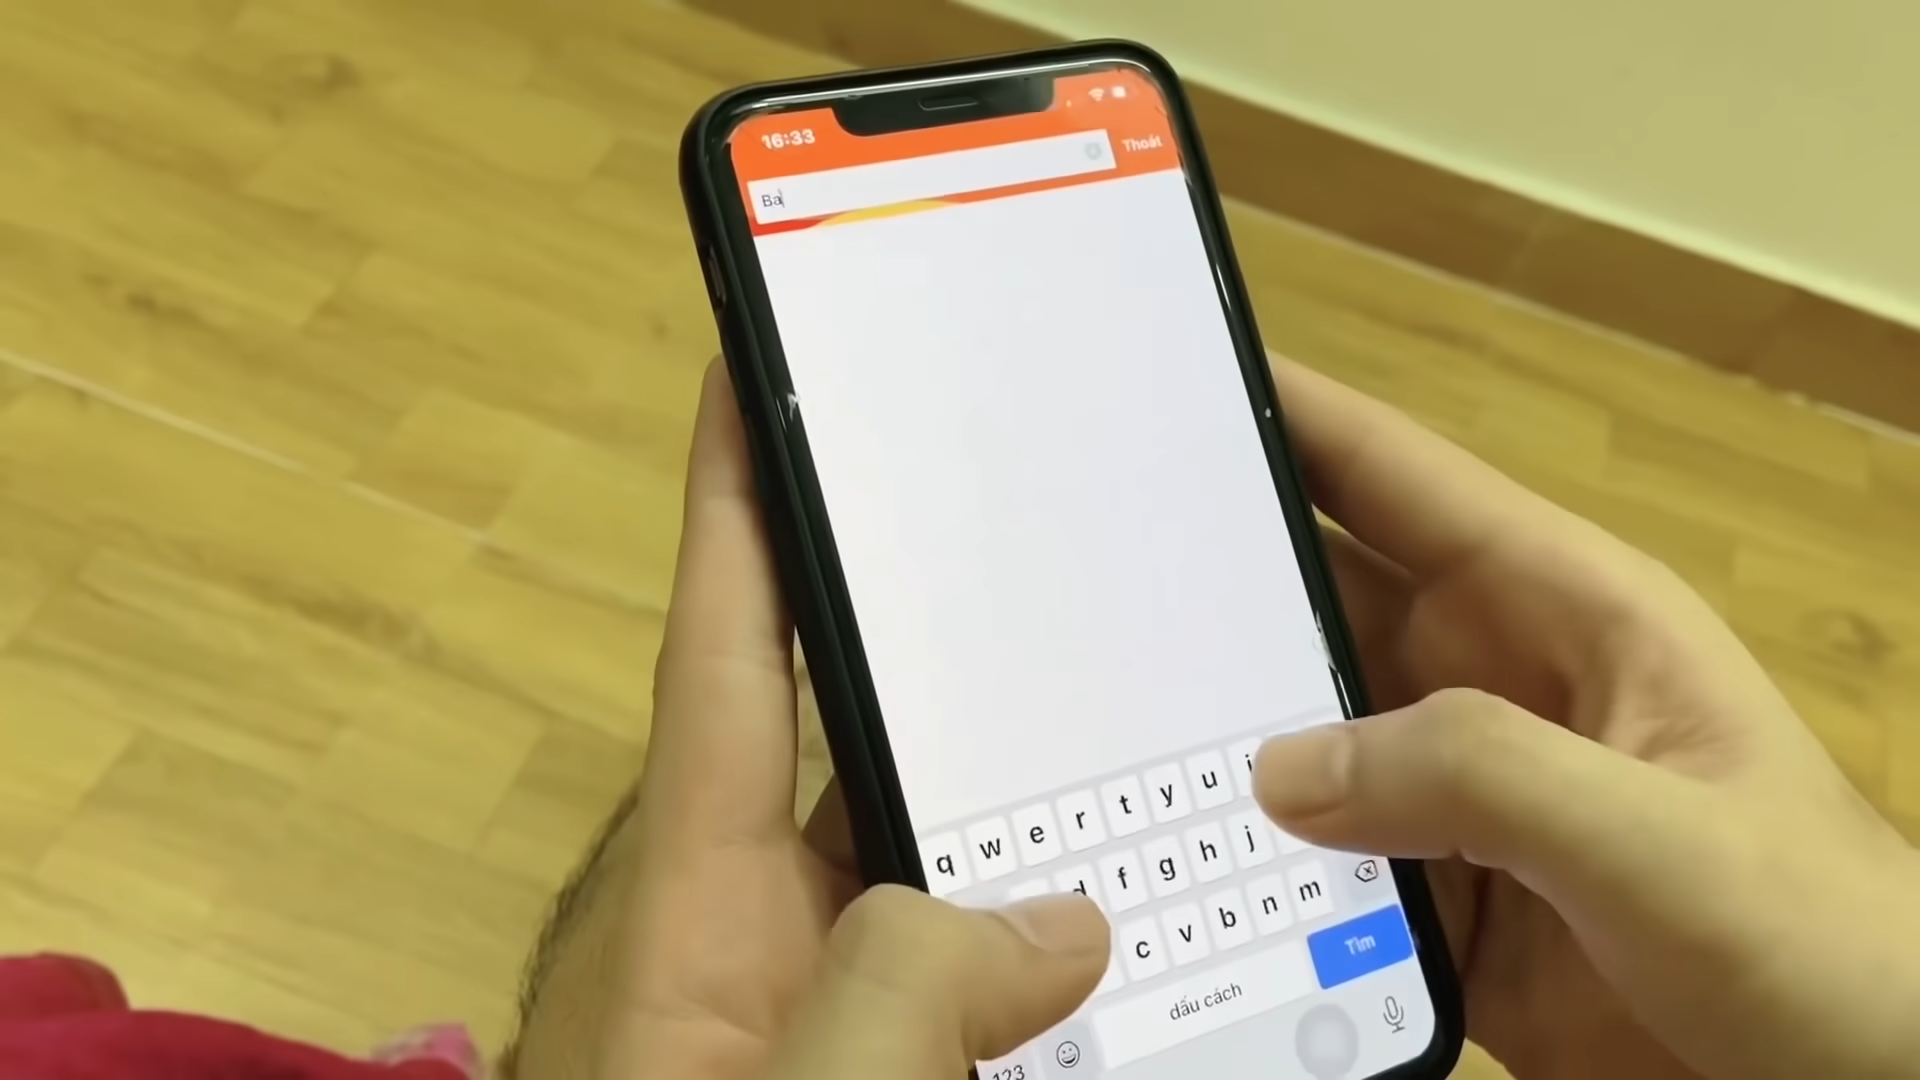 16:33
Ba
Thoát
q w e r t y u i
d f g h j
c v b n m
123
dấu cách
Tìm